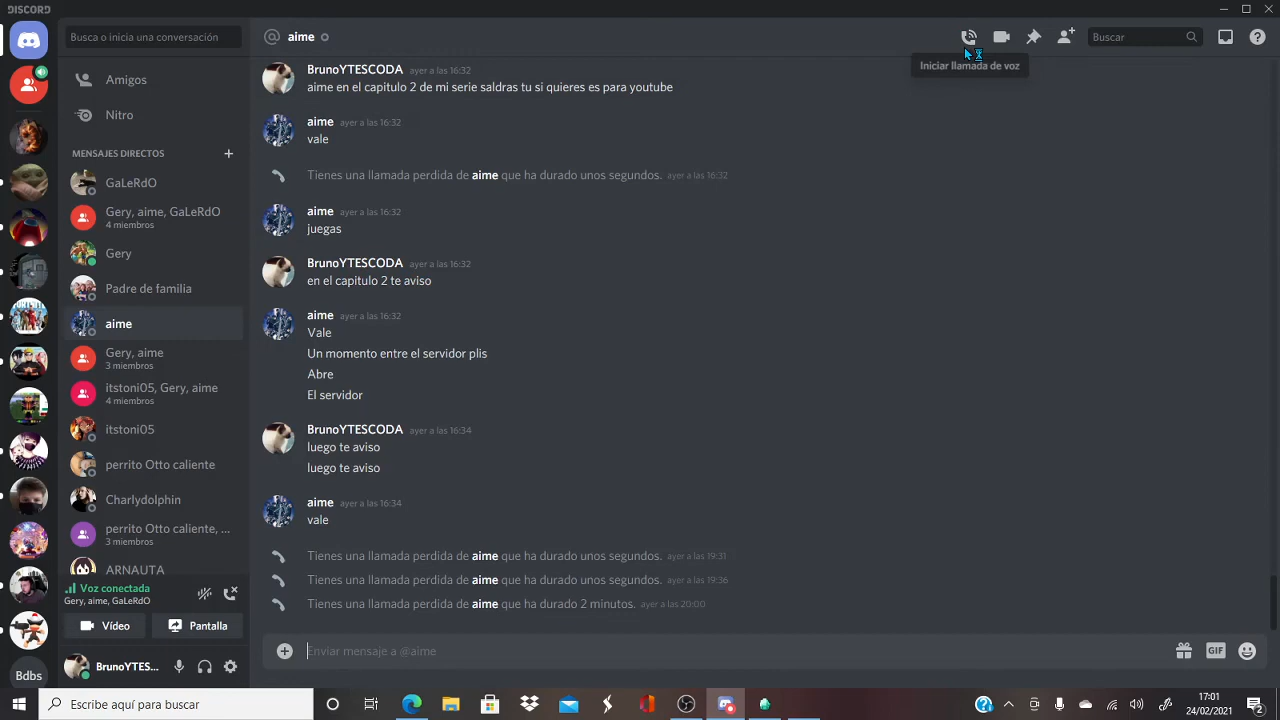 DISCORD
Busca o inicia una conversación
Amigos
Nitro
MENSAJES DIRECTOS
GaLeRdO
Gery, aime, GaLeRdO
4 miembros
Gery
Padre de familia
aime
Gery, aime
3 miembros
itstoni05, Gery, aime
4 miembros
itstoni05
perrito Otto caliente
Charlydolphin
perrito Otto caliente, ...
3 miembros
ARNAUTA
Voz conectada
Gery, aime, GaLeRdO
Vídeo
Pantalla
BrunoYTES...
Bdbs
aime
Buscar
Iniciar llamada de voz
BrunoYTESCODA ayer a las 16:32
aime en el capitulo 2 de mi serie saldras tu si quieres es para youtube
aime ayer a las 16:32
vale
Tienes una llamada perdida de aime que ha durado unos segundos. ayer a las 16:32
aime ayer a las 16:32
juegas
BrunoYTESCODA ayer a las 16:32
en el capitulo 2 te aviso
aime ayer a las 16:32
Vale
Un momento entre el servidor plis
Abre
El servidor
BrunoYTESCODA ayer a las 16:34
luego te aviso
luego te aviso
aime ayer a las 16:34
vale
Tienes una llamada perdida de aime que ha durado unos segundos. ayer a las 19:31
Tienes una llamada perdida de aime que ha durado unos segundos. ayer a las 19:36
Tienes una llamada perdida de aime que ha durado 2 minutos. ayer a las 20:00
Enviar mensaje a @aime
GIF
Escribe aquí para buscar
17:01
24/02/2021
2